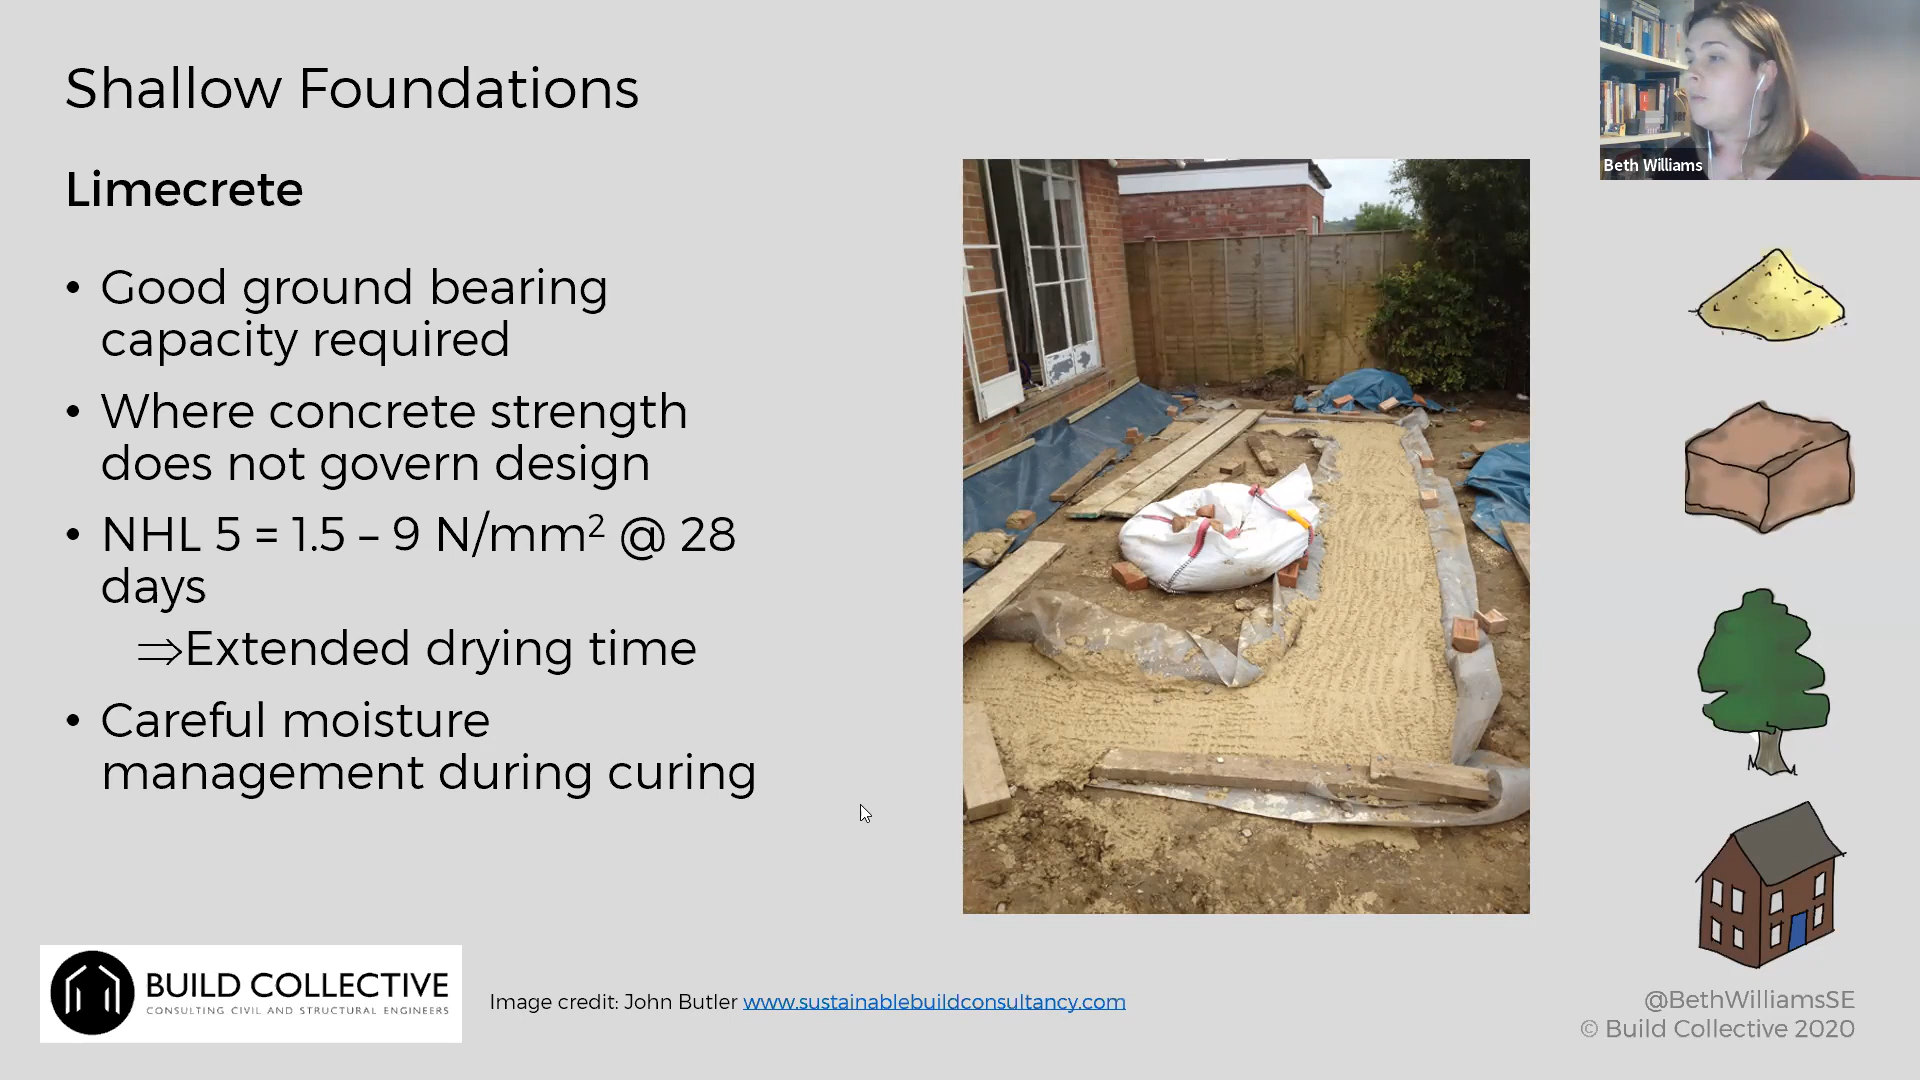 Shallow Foundations
Beth Williams
Limecrete
• Good ground bearing
capacity required
• Where concrete strength
does not govern design
• NHL 5 = 1.5 – 9 N/mm² @ 28
days
⇒Extended drying time
• Careful moisture
management during curing
BUILD COLLECTIVE
CONSULTING CIVIL AND STRUCTURAL ENGINEERS
Image credit: John Butler www.sustainablebuildconsultancy.com
@BethWilliamsSE
© Build Collective 2020